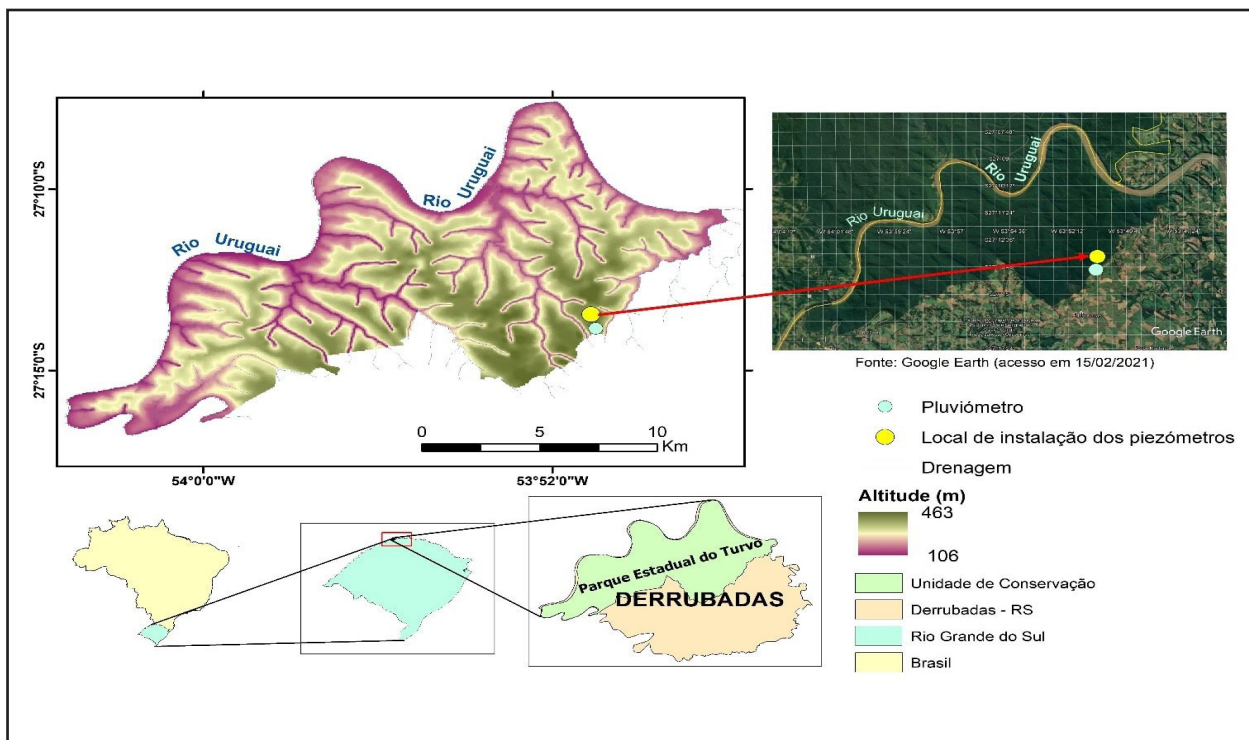 27°10'0"S
27°15'0"S
54°0'0"W
53°52'0"W
Rio Uruguai
Rio Uruguai
0 5 10
Km
Rio Uruguai
Rio Uruguai
Google Earth
Fonte: Google Earth (acesso em 15/02/2021)
Pluviómetro
Local de instalação dos piezómetros
Drenagem
Altitude (m)
463
106
Unidade de Conservação
Derrubadas - RS
Rio Grande do Sul
Brasil
Parque Estadual do Turvo
DERRUBADAS